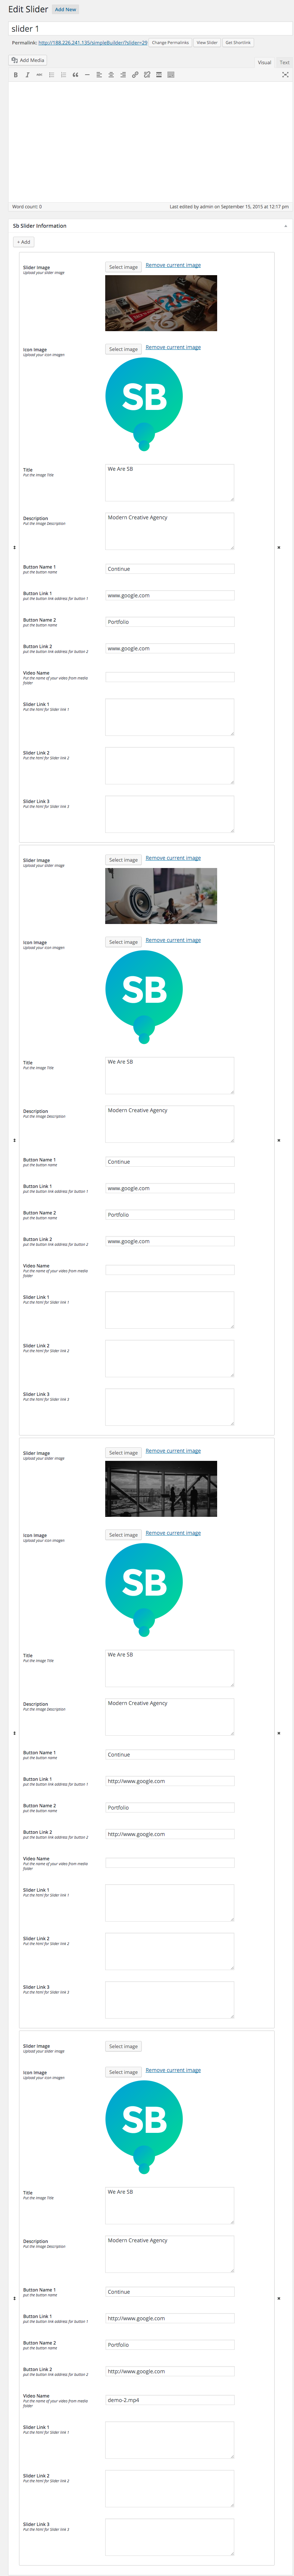 Edit Slider Add New
slider 1
Permalink: http://188.226.241.135/simpleBuilder/?slider=29 Change Permalinks View Slider Get Shortlink
Add Media
Visual Text
Word count: 0 Last edited by admin on September 15, 2015 at 12:17 pm
Sb Slider Information
+ Add
Slider Image Select image Remove current image
Upload your slider image
Icon Image Select image Remove current image
Upload your icon images
SB
Title We Are SB
Put the Image Title
Description Modern Creative Agency
Put the Image Description
Button Name 1 Continue
put the button name
Button Link 1 www.google.com
put the button link address for button 1
Button Name 2 Portfolio
put the button name
Button Link 2 www.google.com
put the button link address for button 2
Video Name
Put the name of your video from media
folder
Slider Link 1
Put the html for Slider link 1
Slider Link 2
Put the html for Slider link 2
Slider Link 3
Put the html for Slider link 3
Slider Image Select image Remove current image
Upload your slider image
Icon Image Select image Remove current image
Upload your icon images
SB
Title We Are SB
Put the Image Title
Description Modern Creative Agency
Put the Image Description
Button Name 1 Continue
put the button name
Button Link 1 www.google.com
put the button link address for button 1
Button Name 2 Portfolio
put the button name
Button Link 2 www.google.com
put the button link address for button 2
Video Name
Put the name of your video from media
folder
Slider Link 1
Put the html for Slider link 1
Slider Link 2
Put the html for Slider link 2
Slider Link 3
Put the html for Slider link 3
Slider Image Select image Remove current image
Upload your slider image
Icon Image Select image Remove current image
Upload your icon images
SB
Title We Are SB
Put the Image Title
Description Modern Creative Agency
Put the Image Description
Button Name 1 Continue
put the button name
Button Link 1 http://www.google.com
put the button link address for button 1
Button Name 2 Portfolio
put the button name
Button Link 2 http://www.google.com
put the button link address for button 2
Video Name
Put the name of your video from media
folder
Slider Link 1
Put the html for Slider link 1
Slider Link 2
Put the html for Slider link 2
Slider Link 3
Put the html for Slider link 3
Slider Image Select image
Upload your slider image
Icon Image Select image Remove current image
Upload your icon images
SB
Title We Are SB
Put the Image Title
Description Modern Creative Agency
Put the Image Description
Button Name 1 Continue
put the button name
Button Link 1 http://www.google.com
put the button link address for button 1
Button Name 2 Portfolio
put the button name
Button Link 2 http://www.google.com
put the button link address for button 2
Video Name demo-2.mp4
Put the name of your video from media
folder
Slider Link 1
Put the html for Slider link 1
Slider Link 2
Put the html for Slider link 2
Slider Link 3
Put the html for Slider link 3